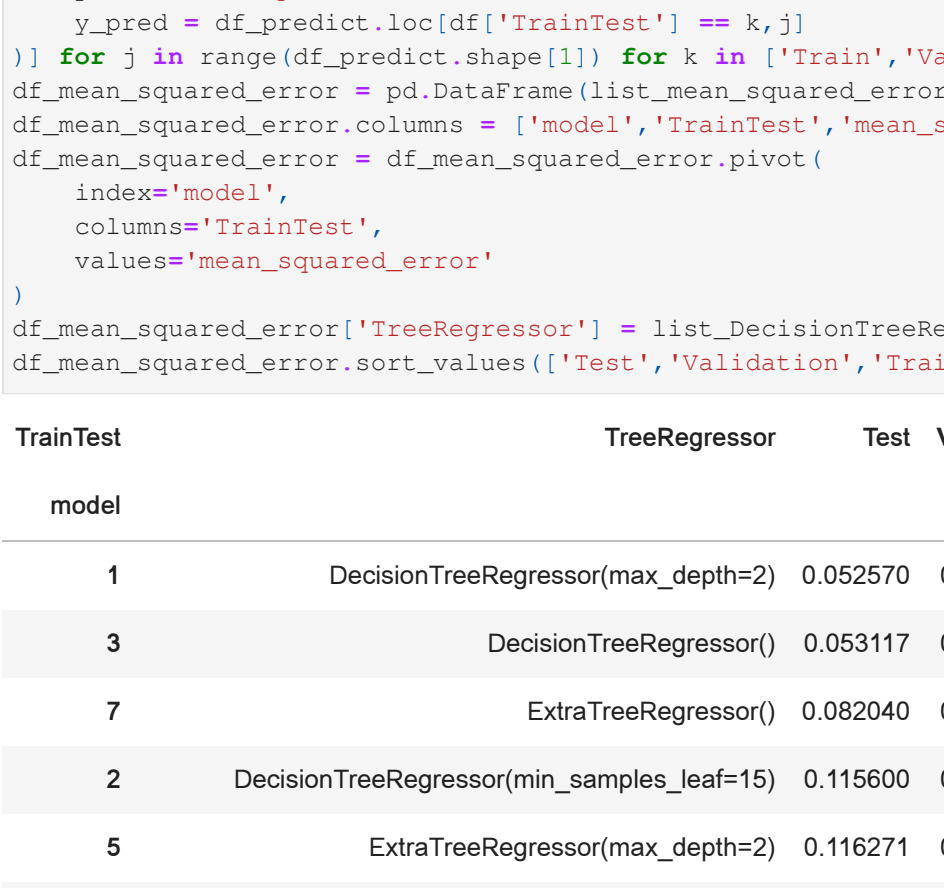 y_pred = df_predict.loc[df['TrainTest'] == k,j]
)] for j in range(df_predict.shape[1]) for k in ['Train','Va
df_mean_squared_error = pd.DataFrame(list_mean_squared_error
df_mean_squared_error.columns = ['model','TrainTest','mean_s
df_mean_squared_error = df_mean_squared_error.pivot(
index='model',
columns='TrainTest',
values='mean_squared_error'
)
df_mean_squared_error['TreeRegressor'] = list_DecisionTreeRe
df_mean_squared_error.sort_values(['Test','Validation','Trai
TrainTest TreeRegressor Test
model
1 DecisionTreeRegressor(max_depth=2) 0.052570
3 DecisionTreeRegressor() 0.053117
7 ExtraTreeRegressor() 0.082040
2 DecisionTreeRegressor(min_samples_leaf=15) 0.115600
5 ExtraTreeRegressor(max_depth=2) 0.116271